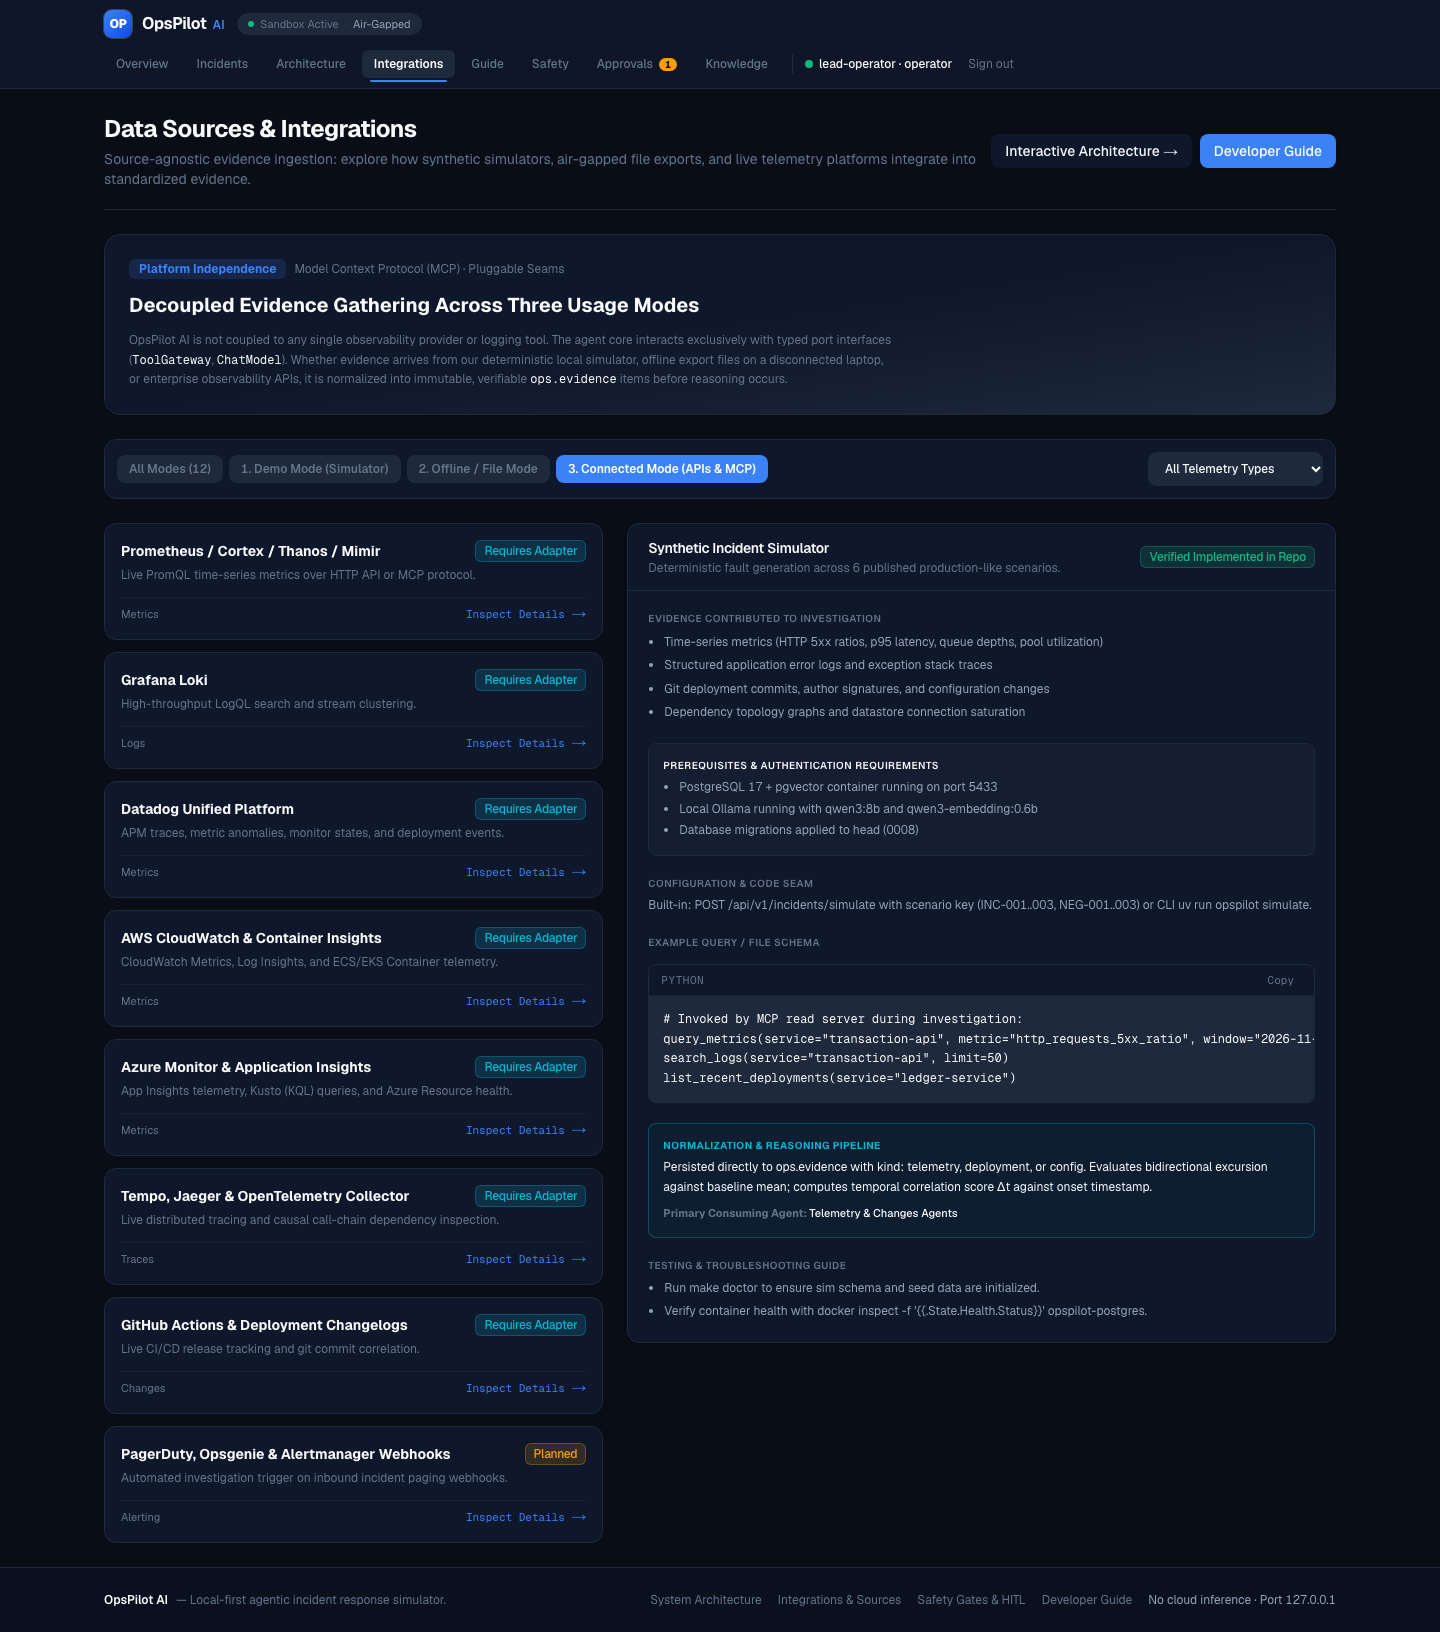 OP OpsPilot AI Sandbox Active · Air-Gapped
Overview Incidents Architecture Integrations Guide Safety Approvals 1 Knowledge lead-operator · operator Sign out
Data Sources & Integrations
Source-agnostic evidence ingestion: explore how synthetic simulators, air-gapped file exports, and live telemetry platforms integrate into
standardized evidence.
Interactive Architecture → Developer Guide
Platform Independence Model Context Protocol (MCP) · Pluggable Seams
Decoupled Evidence Gathering Across Three Usage Modes
OpsPilot AI is not coupled to any single observability provider or logging tool. The agent core interacts exclusively with typed port interfaces
(ToolGateway, ChatModel). Whether evidence arrives from our deterministic local simulator, offline export files on a disconnected laptop,
or enterprise observability APIs, it is normalized into immutable, verifiable ops.evidence items before reasoning occurs.
All Modes (12) 1. Demo Mode (Simulator) 2. Offline / File Mode 3. Connected Mode (APIs & MCP) All Telemetry Types
Prometheus / Cortex / Thanos / Mimir Requires Adapter
Live PromQL time-series metrics over HTTP API or MCP protocol.
Metrics Inspect Details →
Grafana Loki Requires Adapter
High-throughput LogQL search and stream clustering.
Logs Inspect Details →
Datadog Unified Platform Requires Adapter
APM traces, metric anomalies, monitor states, and deployment events.
Metrics Inspect Details →
AWS CloudWatch & Container Insights Requires Adapter
CloudWatch Metrics, Log Insights, and ECS/EKS Container telemetry.
Metrics Inspect Details →
Azure Monitor & Application Insights Requires Adapter
App Insights telemetry, Kusto (KQL) queries, and Azure Resource health.
Metrics Inspect Details →
Tempo, Jaeger & OpenTelemetry Collector Requires Adapter
Live distributed tracing and causal call-chain dependency inspection.
Traces Inspect Details →
GitHub Actions & Deployment Changelogs Requires Adapter
Live CI/CD release tracking and git commit correlation.
Changes Inspect Details →
PagerDuty, Opsgenie & Alertmanager Webhooks Planned
Automated investigation trigger on inbound incident paging webhooks.
Alerting Inspect Details →
Synthetic Incident Simulator
Deterministic fault generation across 6 published production-like scenarios.
Verified Implemented in Repo
EVIDENCE CONTRIBUTED TO INVESTIGATION
• Time-series metrics (HTTP 5xx ratios, p95 latency, queue depths, pool utilization)
• Structured application error logs and exception stack traces
• Git deployment commits, author signatures, and configuration changes
• Dependency topology graphs and datastore connection saturation
PREREQUISITES & AUTHENTICATION REQUIREMENTS
• PostgreSQL 17 + pgvector container running on port 5433
• Local Ollama running with qwen3:8b and qwen3-embedding:0.6b
• Database migrations applied to head (0008)
CONFIGURATION & CODE SEAM
Built-in: POST /api/v1/incidents/simulate with scenario key (INC-001..003, NEG-001..003) or CLI uv run opspilot simulate.
EXAMPLE QUERY / FILE SCHEMA
PYTHON Copy
# Invoked by MCP read server during investigation:
query_metrics(service="transaction-api", metric="http_requests_5xx_ratio", window="2026-11-
search_logs(service="transaction-api", limit=50)
list_recent_deployments(service="ledger-service")
NORMALIZATION & REASONING PIPELINE
Persisted directly to ops.evidence with kind: telemetry, deployment, or config. Evaluates bidirectional excursion
against baseline mean; computes temporal correlation score Δt against onset timestamp.
Primary Consuming Agent: Telemetry & Changes Agents
TESTING & TROUBLESHOOTING GUIDE
• Run make doctor to ensure sim schema and seed data are initialized.
• Verify container health with docker inspect -f '{{.State.Health.Status}}' opspilot-postgres.
OpsPilot AI — Local-first agentic incident response simulator.
System Architecture Integrations & Sources Safety Gates & HITL Developer Guide No cloud inference · Port 127.0.0.1